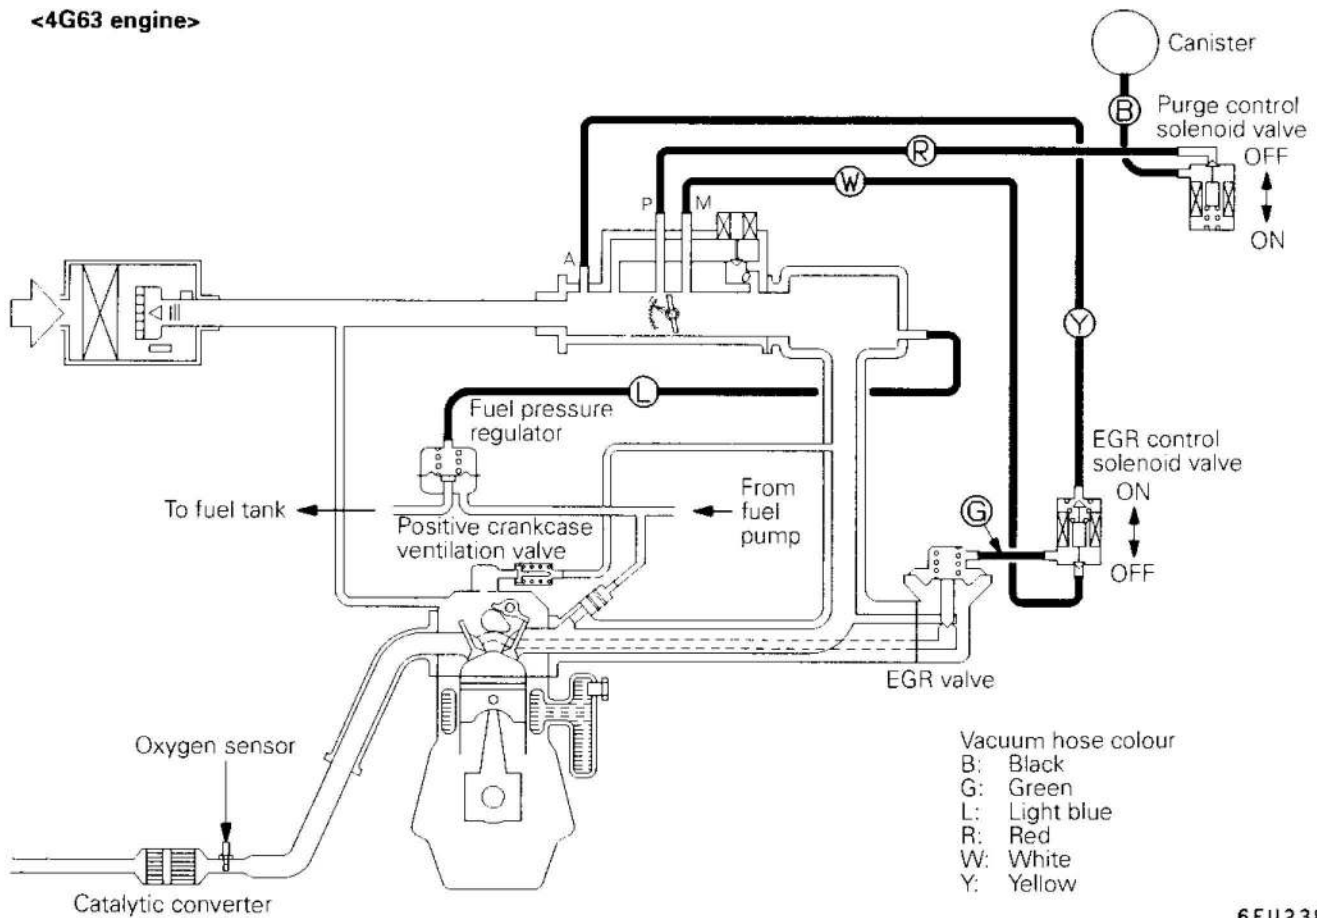 <4G63 engine>
Canister
B
Purge control
solenoid valve
OFF
ON
R
W
P
M
A
Y
L
Fuel pressure
regulator
EGR control
solenoid valve
ON
OFF
To fuel tank
From
fuel
pump
G
Positive crankcase
ventilation valve
EGR valve
Oxygen sensor
Catalytic converter
Vacuum hose colour
B: Black
G: Green
L: Light blue
R: Red
W: White
Y: Yellow